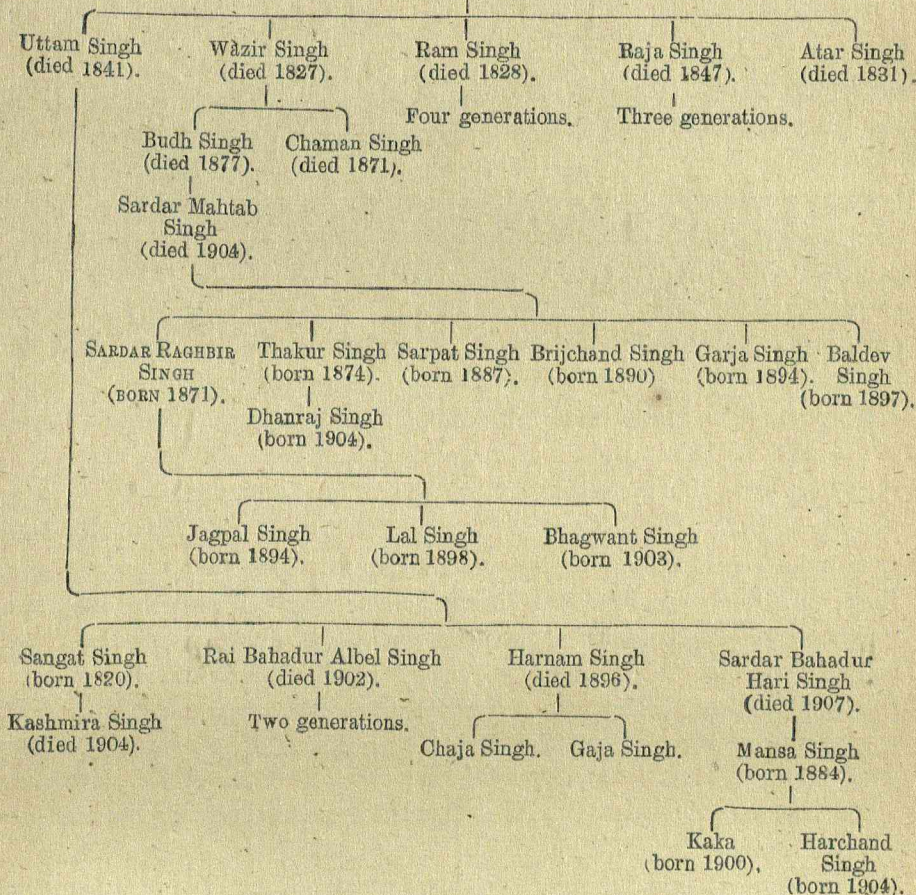 Uttam Singh
(died 1841).
Wàzir Singh
(died 1827).
Ram Singh
(died 1828).
Raja Singh
(died 1847).
Atar Singh
(died 1831).
Four generations.
Three generations.
Budh Singh
(died 1877).
Chaman Singh
(died 1871).
Sardar Mahtab
Singh
(died 1904).
SARDAR RAGHBIR
SINGH
(BORN 1871).
Thakur Singh
(born 1874).
Sarpat Singh
(born 1887).
Brijchand Singh
(born 1890)
Garja Singh
(born 1894).
Baldev
Singh
(born 1897).
Dhanraj Singh
(born 1904).
Jagpal Singh
(born 1894).
Lal Singh
(born 1898).
Bhagwant Singh
(born 1903).
Sangat Singh
(born 1820).
Rai Bahadur Albel Singh
(died 1902).
Harnam Singh
(died 1896).
Sardar Bahadur
Hari Singh
(died 1907).
Kashmira Singh
(died 1904).
Two generations.
Chaja Singh.
Gaja Singh.
Mansa Singh
(born 1884).
Kaka
(born 1900).
Harchand
Singh
(born 1904).